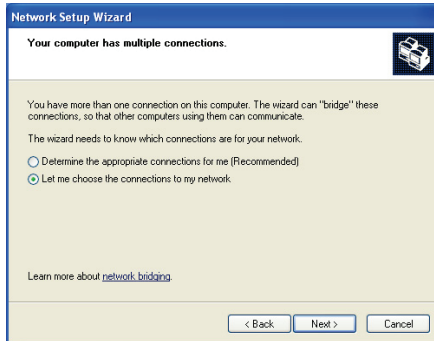 Network Setup Wizard
Your computer has multiple connections.
You have more than one connection on this computer. The wizard can "bridge" these
connections, so that other computers using them can communicate.
The wizard needs to know which connections are for your network.
Determine the appropriate connections for me (Recommended)
Let me choose the connections to my network
Learn more about network bridging.
< Back
Next >
Cancel